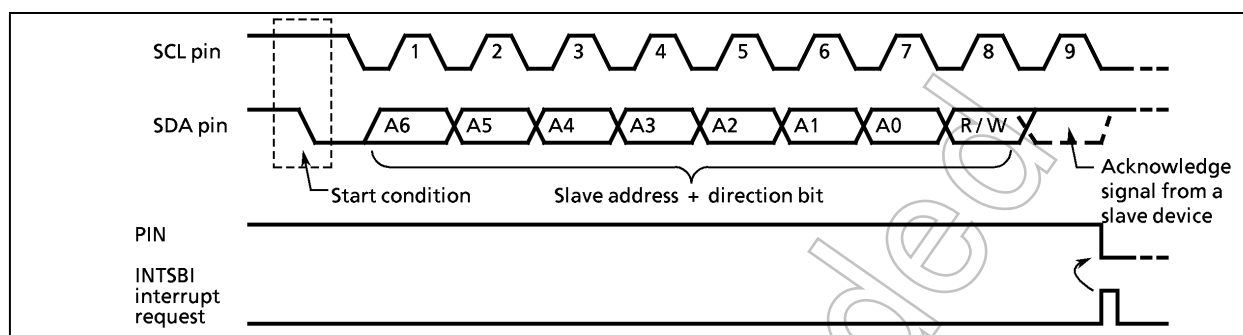 SCL pin 1 2 3 4 5 6 7 8 9
SDA pin A6 A5 A4 A3 A2 A1 A0 R / W
Start condition
Slave address + direction bit
Acknowledge
signal from a
slave device
PIN
INTSBI
interrupt
request